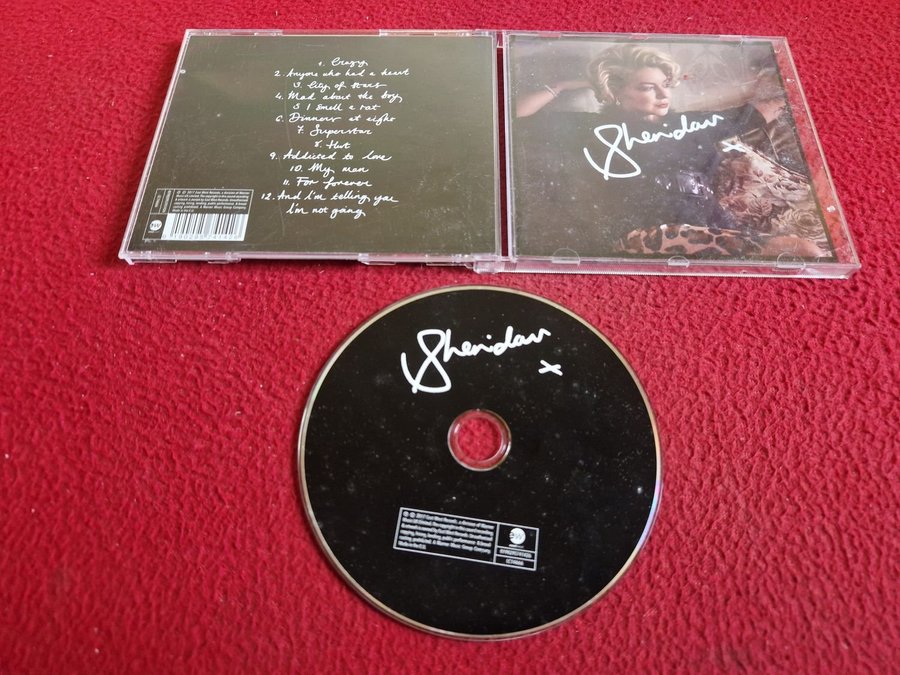 1. Crazy
2. Anyone who had a heart
3. City of stars
4. Mad about the boy
5 I smell a rat
6. Dinner at eight
7. Superstar
8. Hurt
9. Addicted to love
10. My man
11. For forever
12. And I'm telling you
I'm not going
Sheridan
x
Sheridan
x